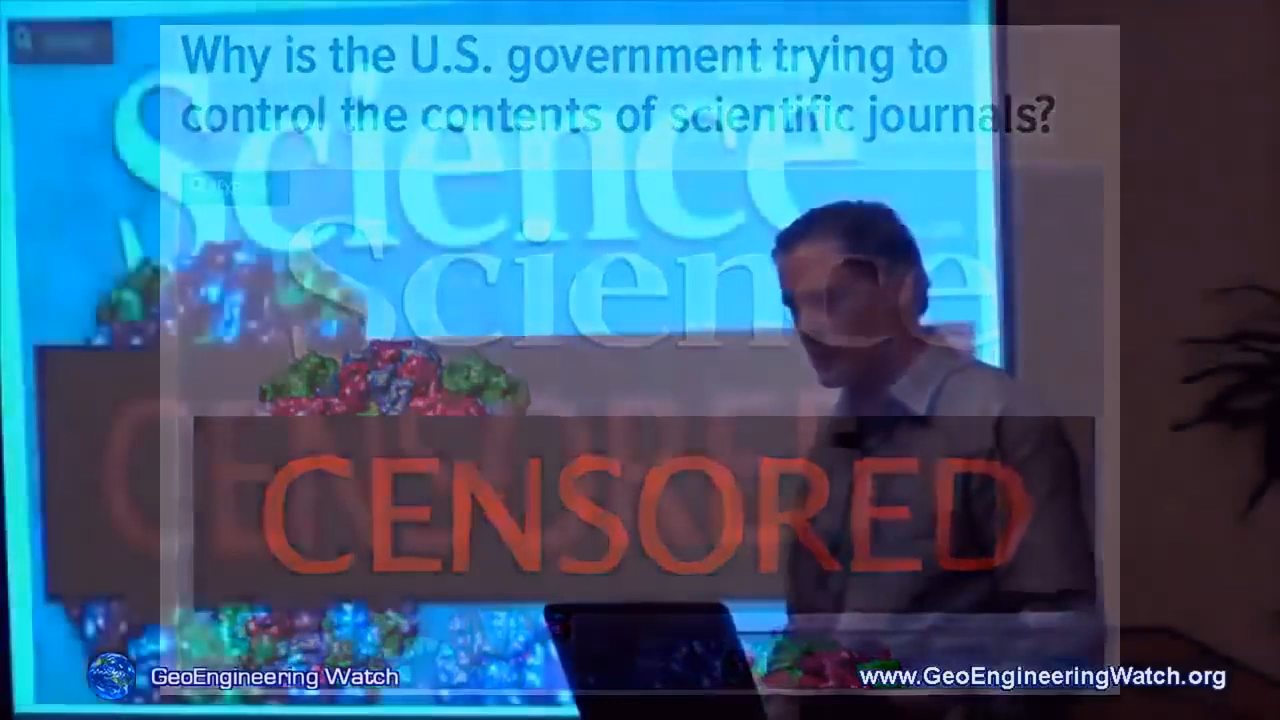 Why is the U.S. government trying to
control the contents of scientific journals?
Science
Science
CENSORED
CENSORED
GeoEngineering Watch
www.GeoEngineeringWatch.org